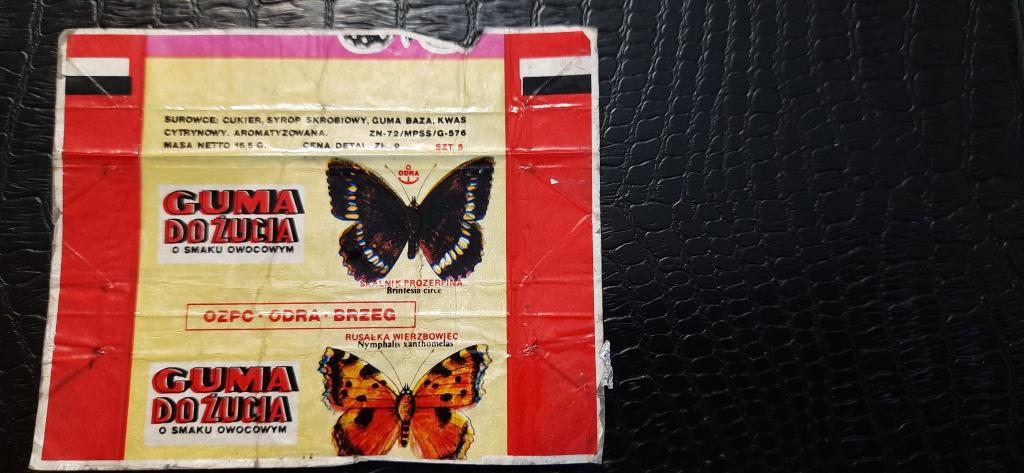 SUROWCE: CUKIER, SYROP SKROBIOWY, GUMA BAZA, KWAS
CYTRYNOWY, AROMATYZOWANA. ZN-72/MPSS/G-576
MASA NETTO 16,5 G. CENA DETAL. ZŁ. 9 SZT 5
ODRA
GUMA
DO ŻUCIA
O SMAKU OWOCOWYM
SKALNIK PROZERPINA
Brintesia circe
OZPC · ODRA · BRZEG
RUSAŁKA WIERZBOWIEC
Nymphalis xanthomelas
GUMA
DO ŻUCIA
O SMAKU OWOCOWYM